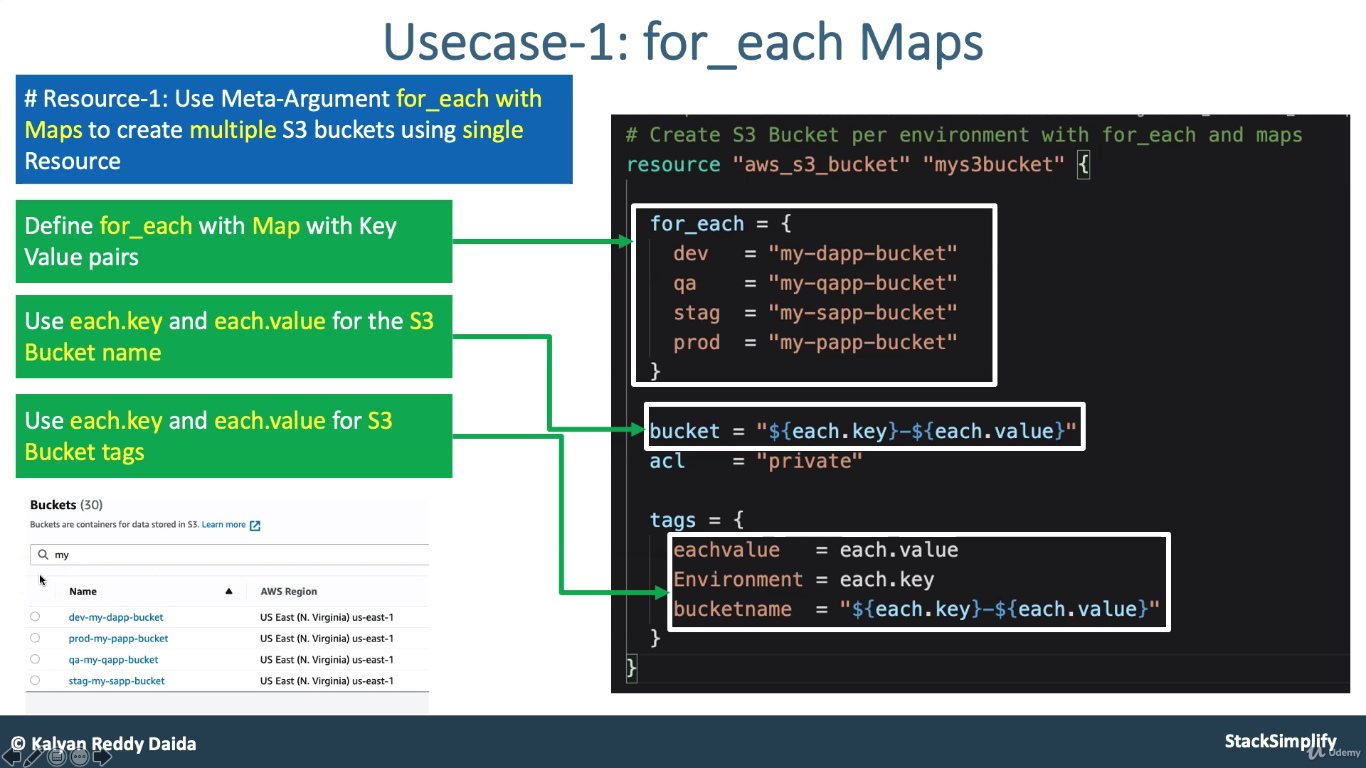 Usecase-1: for_each Maps
# Resource-1: Use Meta-Argument for_each with
Maps to create multiple S3 buckets using single
Resource
Define for_each with Map with Key
Value pairs
Use each.key and each.value for the S3
Bucket name
Use each.key and each.value for S3
Bucket tags
Buckets (30)
Buckets are containers for data stored in S3. Learn more
my
Name AWS Region
dev-my-dapp-bucket US East (N. Virginia) us-east-1
prod-my-papp-bucket US East (N. Virginia) us-east-1
qa-my-qapp-bucket US East (N. Virginia) us-east-1
stag-my-sapp-bucket US East (N. Virginia) us-east-1
# Create S3 Bucket per environment with for_each and maps
resource "aws_s3_bucket" "mys3bucket" {
for_each = {
dev = "my-dapp-bucket"
qa = "my-qapp-bucket"
stag = "my-sapp-bucket"
prod = "my-papp-bucket"
}
bucket = "${each.key}-${each.value}"
acl = "private"
tags = {
eachvalue = each.value
Environment = each.key
bucketname = "${each.key}-${each.value}"
}
}
© Kalyan Reddy Daida
StackSimplify
Udemy